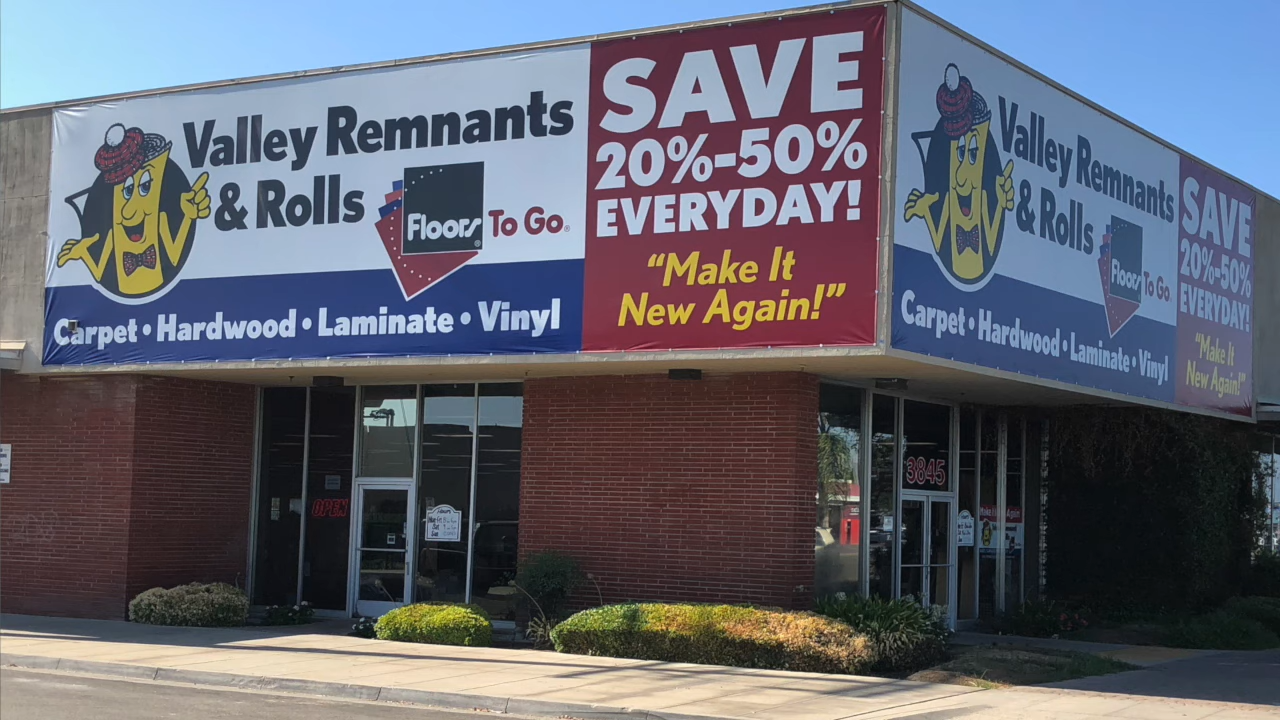 Valley Remnants
& Rolls
Floors To Go®
Carpet • Hardwood • Laminate • Vinyl
SAVE
20%-50%
EVERYDAY!
"Make It
New Again!"
Valley Remnants
& Rolls
Floors To Go
Carpet • Hardwood • Laminate • Vinyl
SAVE
20%-50%
EVERYDAY!
"Make It
New Again!"
OPEN
3845